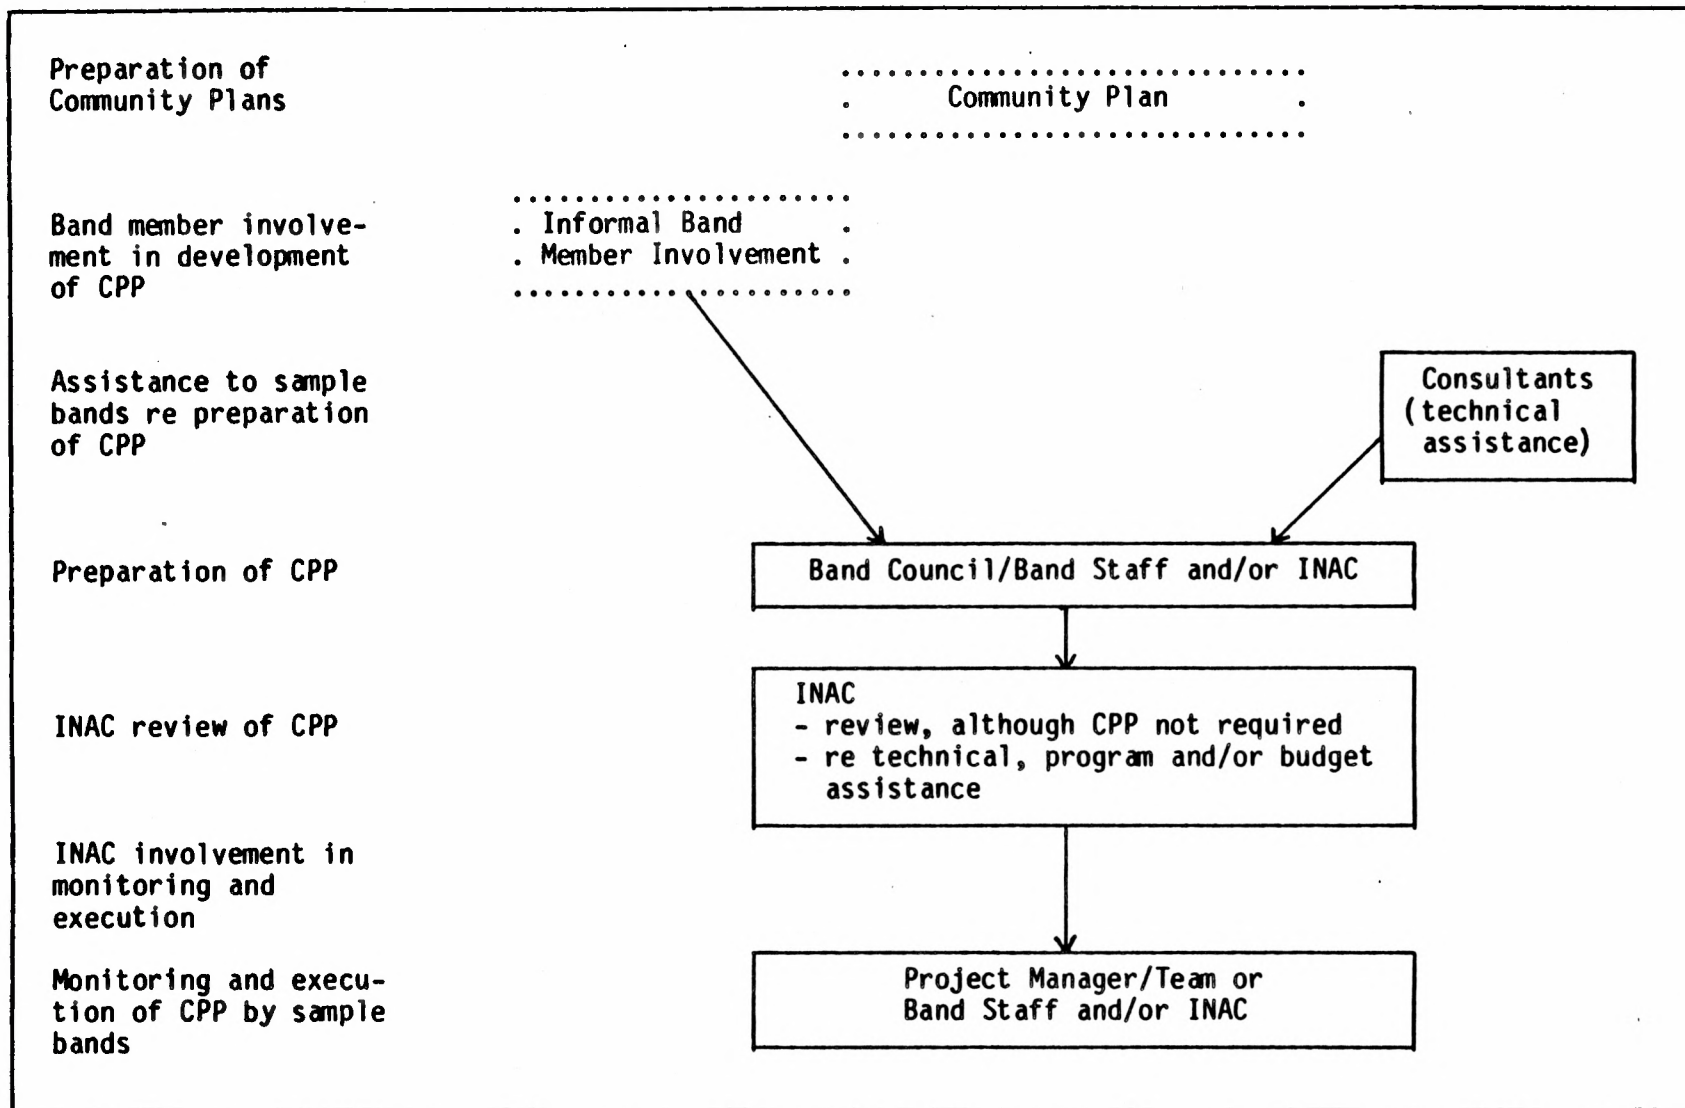 Preparation of
Community Plans
Community Plan
Band member involve-
ment in development
of CPP
Informal Band
Member Involvement
Assistance to sample
bands re preparation
of CPP
Consultants
(technical
assistance)
Preparation of CPP
Band Council/Band Staff and/or INAC
INAC review of CPP
INAC
- review, although CPP not required
- re technical, program and/or budget
assistance
INAC involvement in
monitoring and
execution
Monitoring and execu-
tion of CPP by sample
bands
Project Manager/Team or
Band Staff and/or INAC